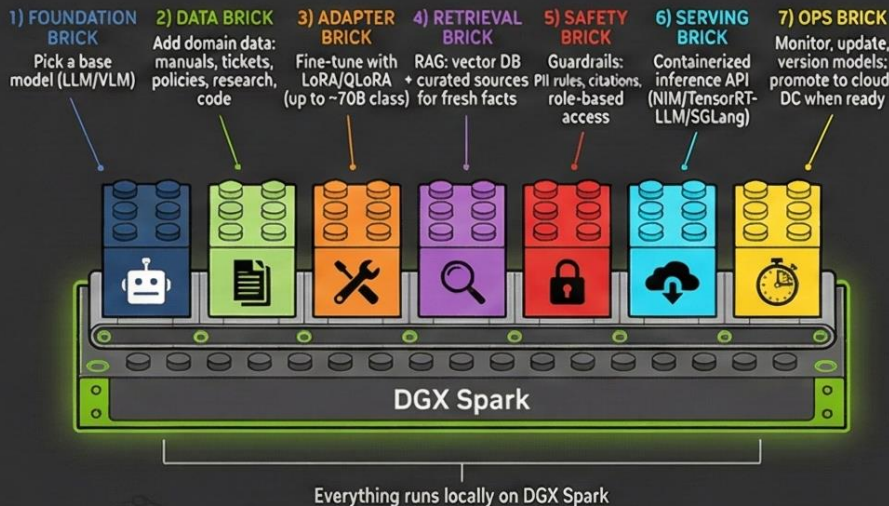 1) FOUNDATION
BRICK
Pick a base
model (LLM/VLM)
2) DATA BRICK
Add domain data:
manuals, tickets,
policies, research,
code
3) ADAPTER
BRICK
Fine-tune with
LoRA/QLoRA
(up to ~70B class)
4) RETRIEVAL
BRICK
RAG: vector DB
+ curated sources
for fresh facts
5) SAFETY
BRICK
Guardrails:
PII rules, citations,
role-based
access
6) SERVING
BRICK
Containerized
inference API
(NIM/TensorRT-
LLM/SGLang)
7) OPS BRICK
Monitor, update,
version models;
promote to cloud
DC when ready
DGX Spark
Everything runs locally on DGX Spark